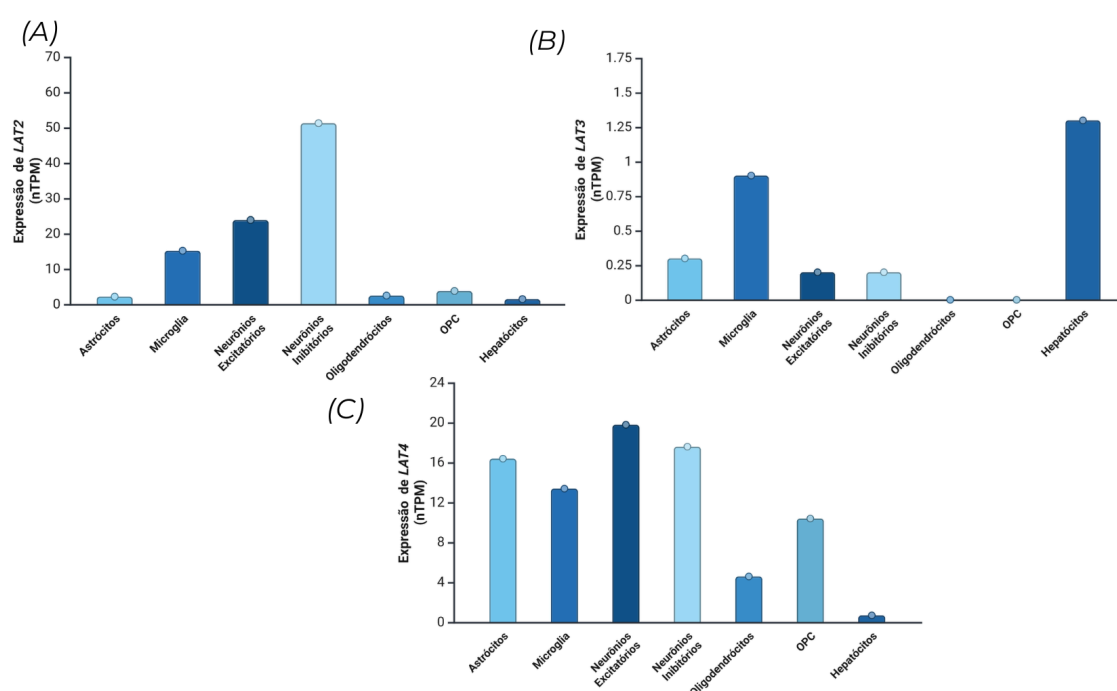 (A)
70
60
50
40
30
20
10
0
Expressão de LAT2
(nTPM)
Astrócitos
Microglia
Neurônios
Excitatórios
Neurônios
Inibitórios
Oligodendrócitos
OPC
Hepatócitos
(B)
1.75
1.5
1.25
1
0.75
0.5
0.25
0
Expressão de LAT3
(nTPM)
Astrócitos
Microglia
Neurônios
Excitatórios
Neurônios
Inibitórios
Oligodendrócitos
OPC
Hepatócitos
(C)
24
20
16
12
8
4
0
Expressão de LAT4
(nTPM)
Astrócitos
Microglia
Neurônios
Excitatórios
Neurônios
Inibitórios
Oligodendrócitos
OPC
Hepatócitos